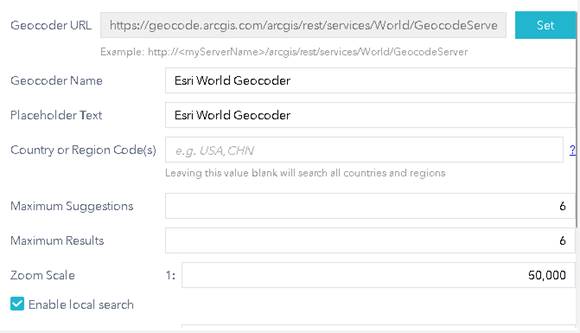 Geocoder URL https://geocode.arcgis.com/arcgis/rest/services/World/GeocodeServe Set
Example: http://<myServerName>/arcgis/rest/services/World/GeocodeServer
Geocoder Name Esri World Geocoder
Placeholder Text Esri World Geocoder
Country or Region Code(s) e.g. USA,CHN ?
Leaving this value blank will search all countries and regions
Maximum Suggestions 6
Maximum Results 6
Zoom Scale 1: 50,000
Enable local search